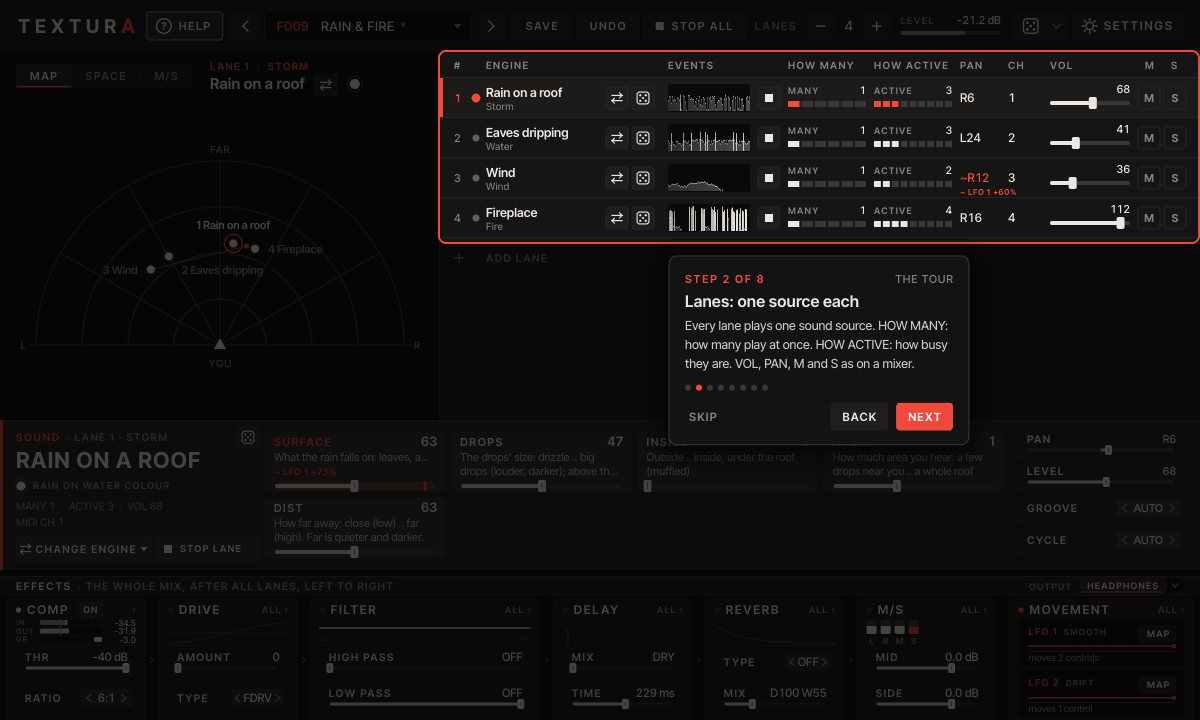 TEXTURA
? HELP
F009 RAIN & FIRE *
SAVE
UNDO
STOP ALL
LANES
4
LEVEL -21.2 dB
SETTINGS
MAP SPACE M/S
LANE 1 · STORM
Rain on a roof
FAR
1 Rain on a roof
4 Fireplace
3 Wind
2 Eaves dripping
L
R
YOU
# ENGINE EVENTS HOW MANY HOW ACTIVE PAN CH VOL M S
1 Rain on a roof MANY 1 ACTIVE 3 R6 1 68 M S
Storm
2 Eaves dripping MANY 1 ACTIVE 3 L24 2 41 M S
Water
3 Wind MANY 1 ACTIVE 2 ~R12 3 36 M S
Wind
~ LFO 1 +60%
4 Fireplace MANY 1 ACTIVE 4 R16 4 112 M S
Fire
+ ADD LANE
STEP 2 OF 8 THE TOUR
Lanes: one source each
Every lane plays one sound source. HOW MANY:
how many play at once. HOW ACTIVE: how busy
they are. VOL, PAN, M and S as on a mixer.
SKIP BACK NEXT
SOUND · LANE 1 · STORM
RAIN ON A ROOF
RAIN ON WATER COLOUR
MANY 1 · ACTIVE 3 · VOL 68
MIDI CH 1
CHANGE ENGINE
STOP LANE
SURFACE 63
What the rain falls on: leaves, a...
~ LFO 1 +73%
DROPS 47
The drops' size: drizzle .. big
drops (louder, darker); above th...
Outside .. inside, under the roof
(muffled)
1
How much area you hear: a few
drops near you .. a whole roof
DIST 63
How far away: close (low) .. far
(high). Far is quieter and darker.
PAN R6
LEVEL 68
GROOVE < AUTO >
CYCLE < AUTO >
EFFECTS · THE WHOLE MIX, AFTER ALL LANES, LEFT TO RIGHT
OUTPUT HEADPHONES
COMP ON ›
IN -34.5
OUT -31.9
GR -3.0
THR -40 dB
RATIO < 6:1 >
DRIVE ALL ›
AMOUNT 0
TYPE < FDRV >
FILTER ALL ›
HIGH PASS OFF
LOW PASS OFF
DELAY ALL ›
MIX DRY
TIME 229 ms
REVERB ALL ›
TYPE < OFF >
MIX D100 W55
M/S ALL ›
L R M S
MID 0.0 dB
SIDE 0.0 dB
MOVEMENT ALL ›
LFO 1 SMOOTH MAP
moves 2 controls
LFO 2 DRIFT MAP
moves 1 control